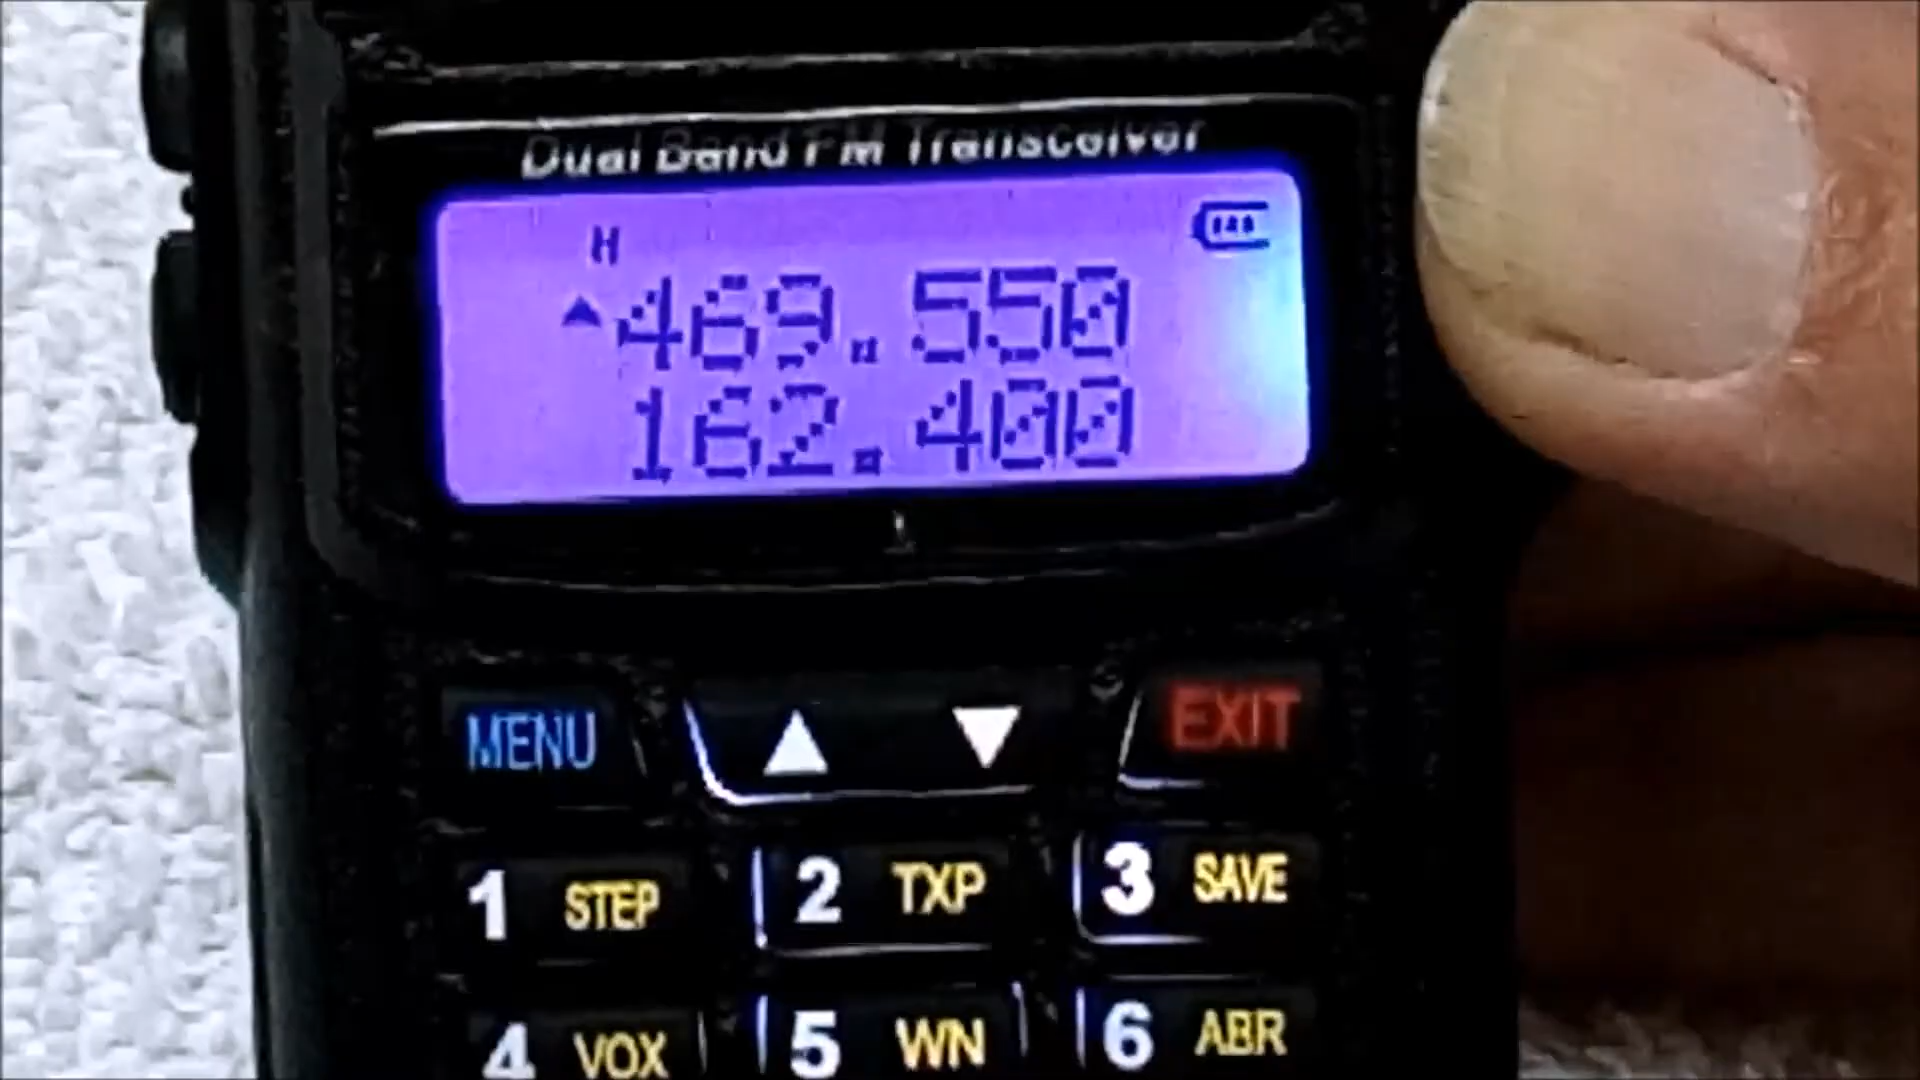 Dual Band FM Transceiver
H
469.550
162.400
MENU ▲ ▼ EXIT
1 STEP 2 TXP 3 SAVE
4 VOX 5 WN 6 ABR